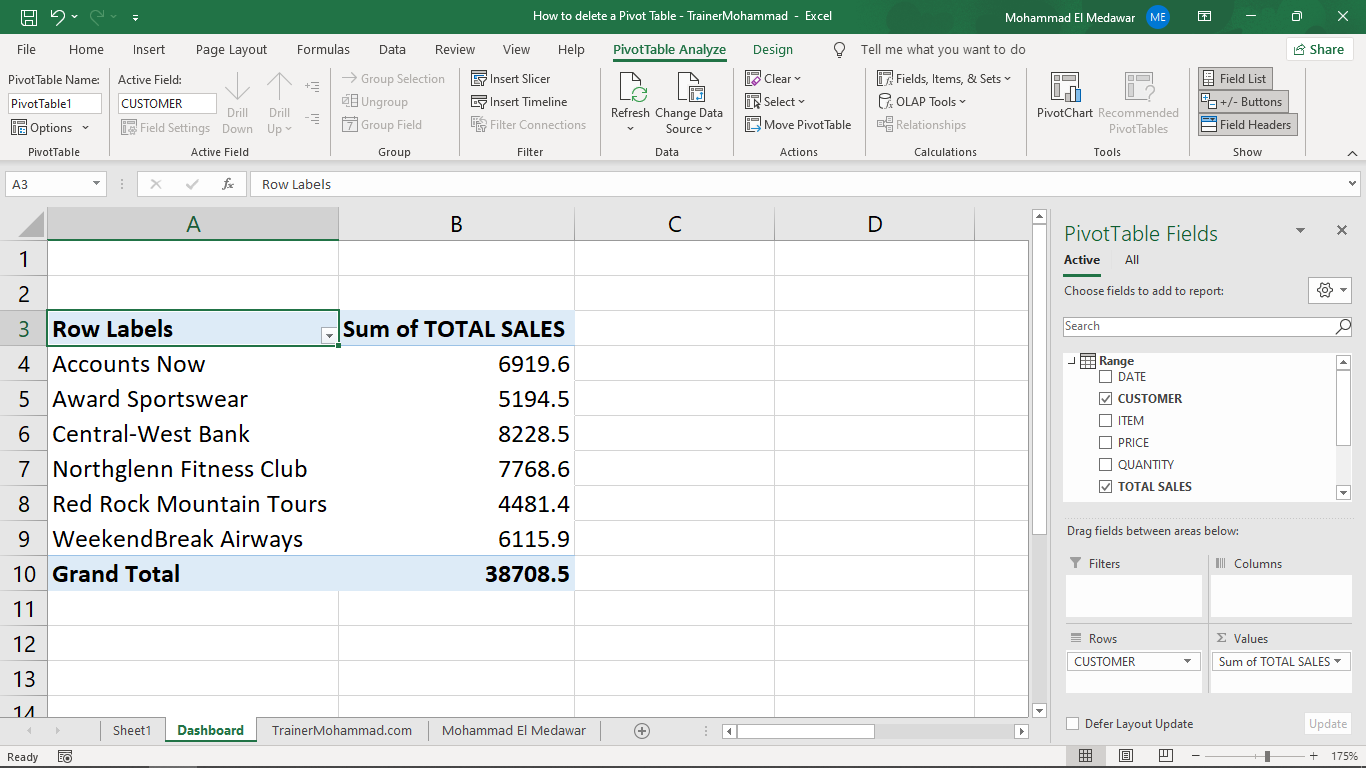 How to delete a Pivot Table - TrainerMohammad - Excel
Mohammad El Medawar ME
File Home Insert Page Layout Formulas Data Review View Help PivotTable Analyze Design Tell me what you want to do Share
PivotTable Name:
PivotTable1
Options
PivotTable
Active Field:
CUSTOMER
Field Settings
Drill Down
Drill Up
Active Field
Group Selection
Ungroup
Group Field
Group
Insert Slicer
Insert Timeline
Filter Connections
Filter
Refresh
Change Data Source
Data
Clear
Select
Move PivotTable
Actions
Fields, Items, & Sets
OLAP Tools
Relationships
Calculations
PivotChart
Recommended PivotTables
Tools
Field List
+/- Buttons
Field Headers
Show
A3 fx Row Labels
A B C D
1
2
3 Row Labels Sum of TOTAL SALES
4 Accounts Now 6919.6
5 Award Sportswear 5194.5
6 Central-West Bank 8228.5
7 Northglenn Fitness Club 7768.6
8 Red Rock Mountain Tours 4481.4
9 WeekendBreak Airways 6115.9
10 Grand Total 38708.5
11
12
13
14
PivotTable Fields
Active All
Choose fields to add to report:
Search
Range
DATE
CUSTOMER
ITEM
PRICE
QUANTITY
TOTAL SALES
Drag fields between areas below:
Filters Columns
Rows Σ Values
CUSTOMER Sum of TOTAL SALES
Defer Layout Update Update
Sheet1 Dashboard TrainerMohammad.com Mohammad El Medawar
Ready 175%